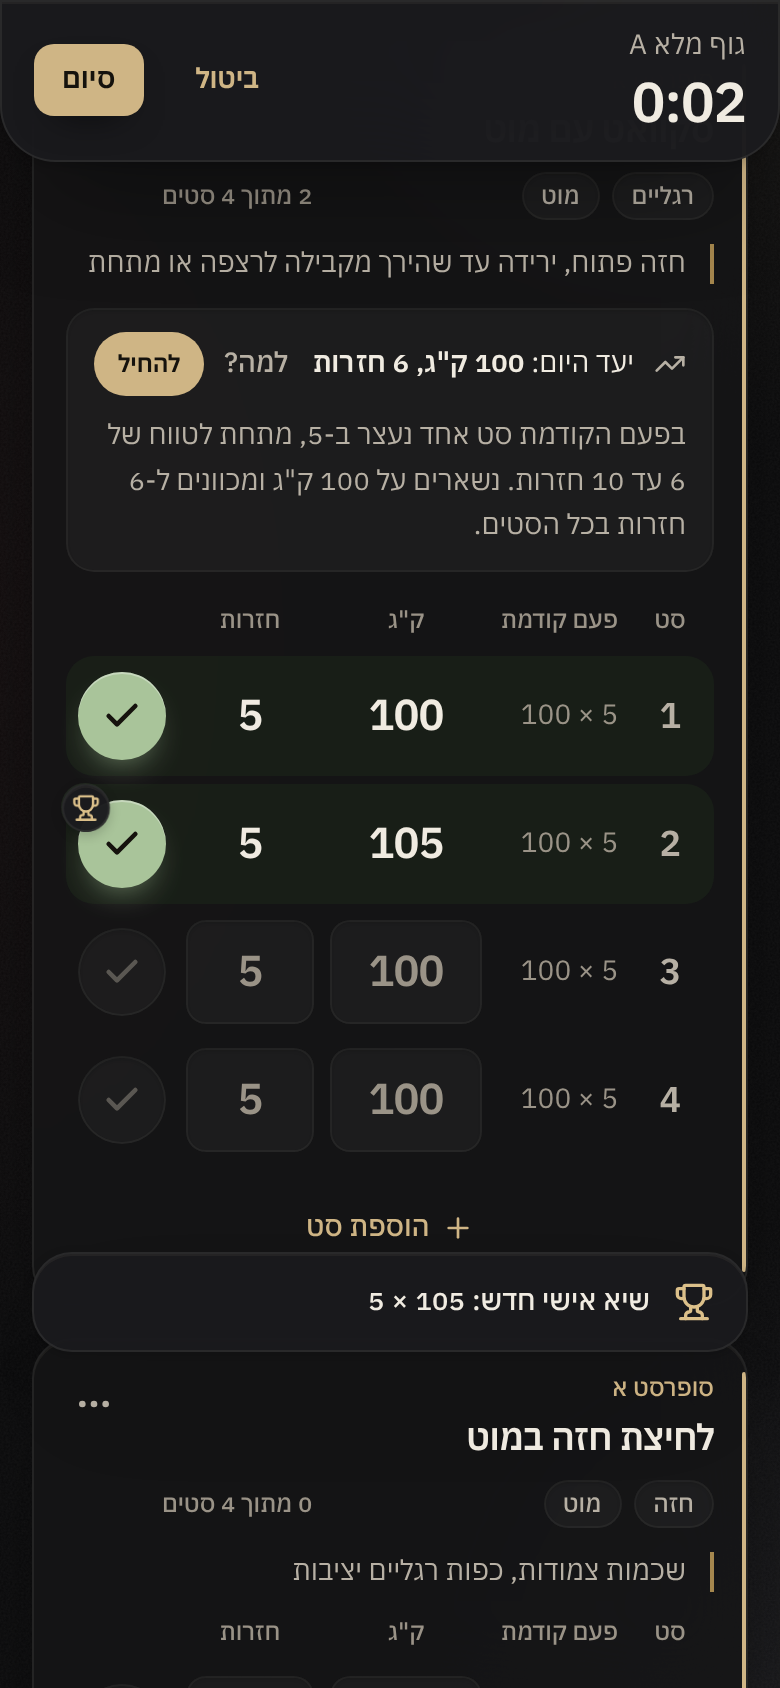 גוף מלא A
0:02
ביטול
סיום
סקוואט עם מוט
רגליים
מוט
2 מתוך 4 סטים
חזה פתוח, ירידה עד שהירך מקבילה לרצפה או מתחת
יעד היום: 100 ק"ג, 6 חזרות
למה?
להחיל
בפעם הקודמת סט אחד נעצר ב-5, מתחת לטווח של
6 עד 10 חזרות. נשארים על 100 ק"ג ומכוונים ל-6
חזרות בכל הסטים.
סט פעם קודמת ק"ג חזרות
1 100 × 5 100 5
2 100 × 5 105 5
3 100 × 5 100 5
4 100 × 5 100 5
+ הוספת סט
שיא אישי חדש: 105 × 5
סופרסט א
לחיצת חזה במוט
חזה
מוט
0 מתוך 4 סטים
שכמות צמודות, כפות רגליים יציבות
סט פעם קודמת ק"ג חזרות